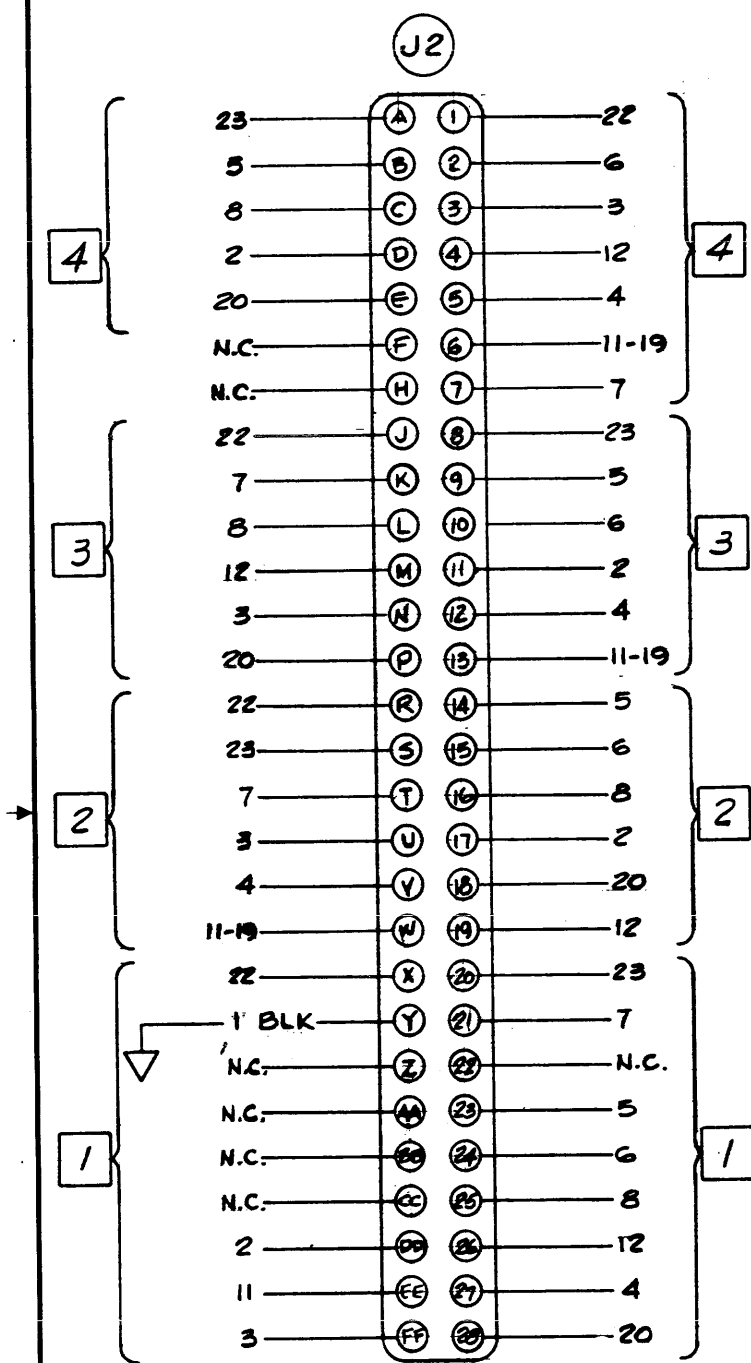 J2
23 A 1 22
5 B 2 6
8 C 3 3
4 2 D 4 12 4
20 E 5 4
N.C. F 6 11-19
N.C. H 7 7
22 J 8 23
7 K 9 5
8 L 10 6
3 12 M 11 2 3
3 N 12 4
20 P 13 11-19
22 R 14 5
23 S 15 6
7 T 16 8
2 3 U 17 2 2
4 V 18 20
11-19 W 19 12
22 X 20 23
1 BLK Y 21 7
N.C. Z 22 N.C.
N.C. AA 23 5
1 N.C. BB 24 6 1
N.C. CC 25 8
2 DD 26 12
11 EE 27 4
3 FF 28 20